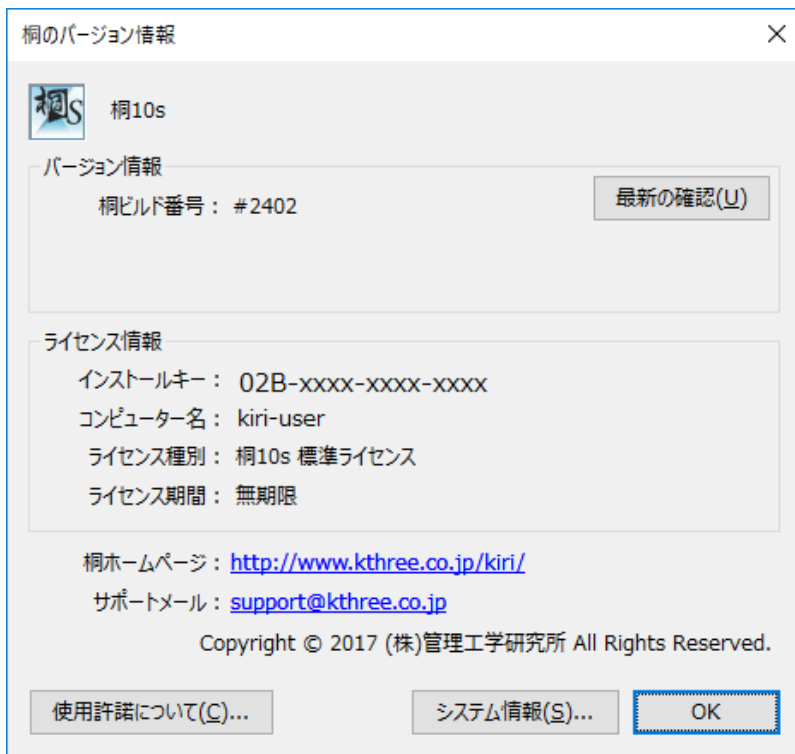 桐のバージョン情報
桐S
桐10s
バージョン情報
桐ビルド番号： #2402
最新の確認(U)
ライセンス情報
インストールキー： 02B-xxxx-xxxx-xxxx
コンピューター名： kiri-user
ライセンス種別： 桐10s 標準ライセンス
ライセンス期間： 無期限
桐ホームページ： http://www.kthree.co.jp/kiri/
サポートメール： support@kthree.co.jp
Copyright © 2017 (株)管理工学研究所 All Rights Reserved.
使用許諾について(C)... システム情報(S)... OK